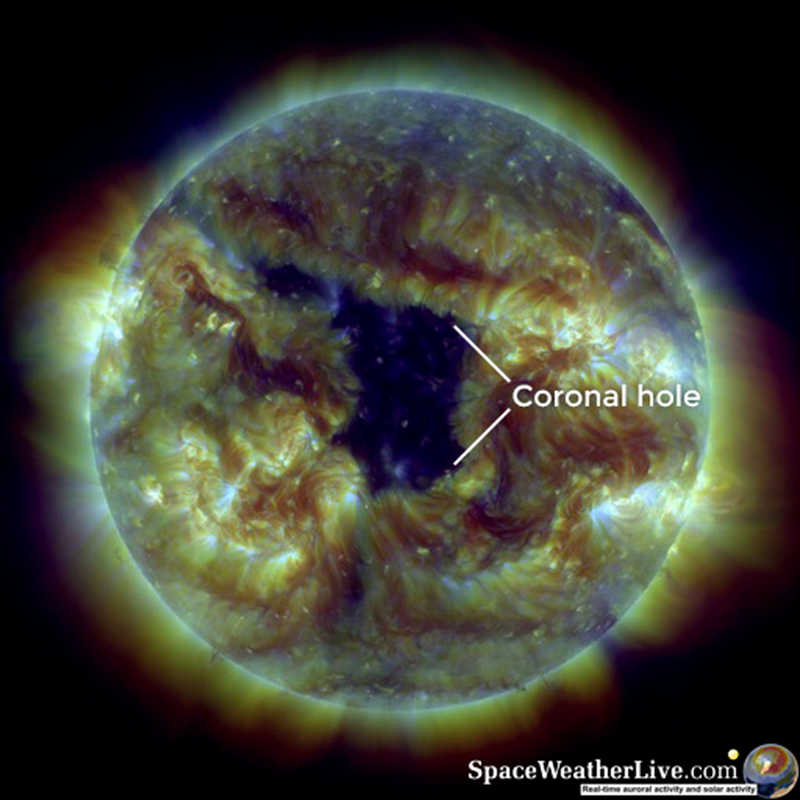 Coronal hole
SpaceWeatherLive.com
Real-time auroral activity and solar activity